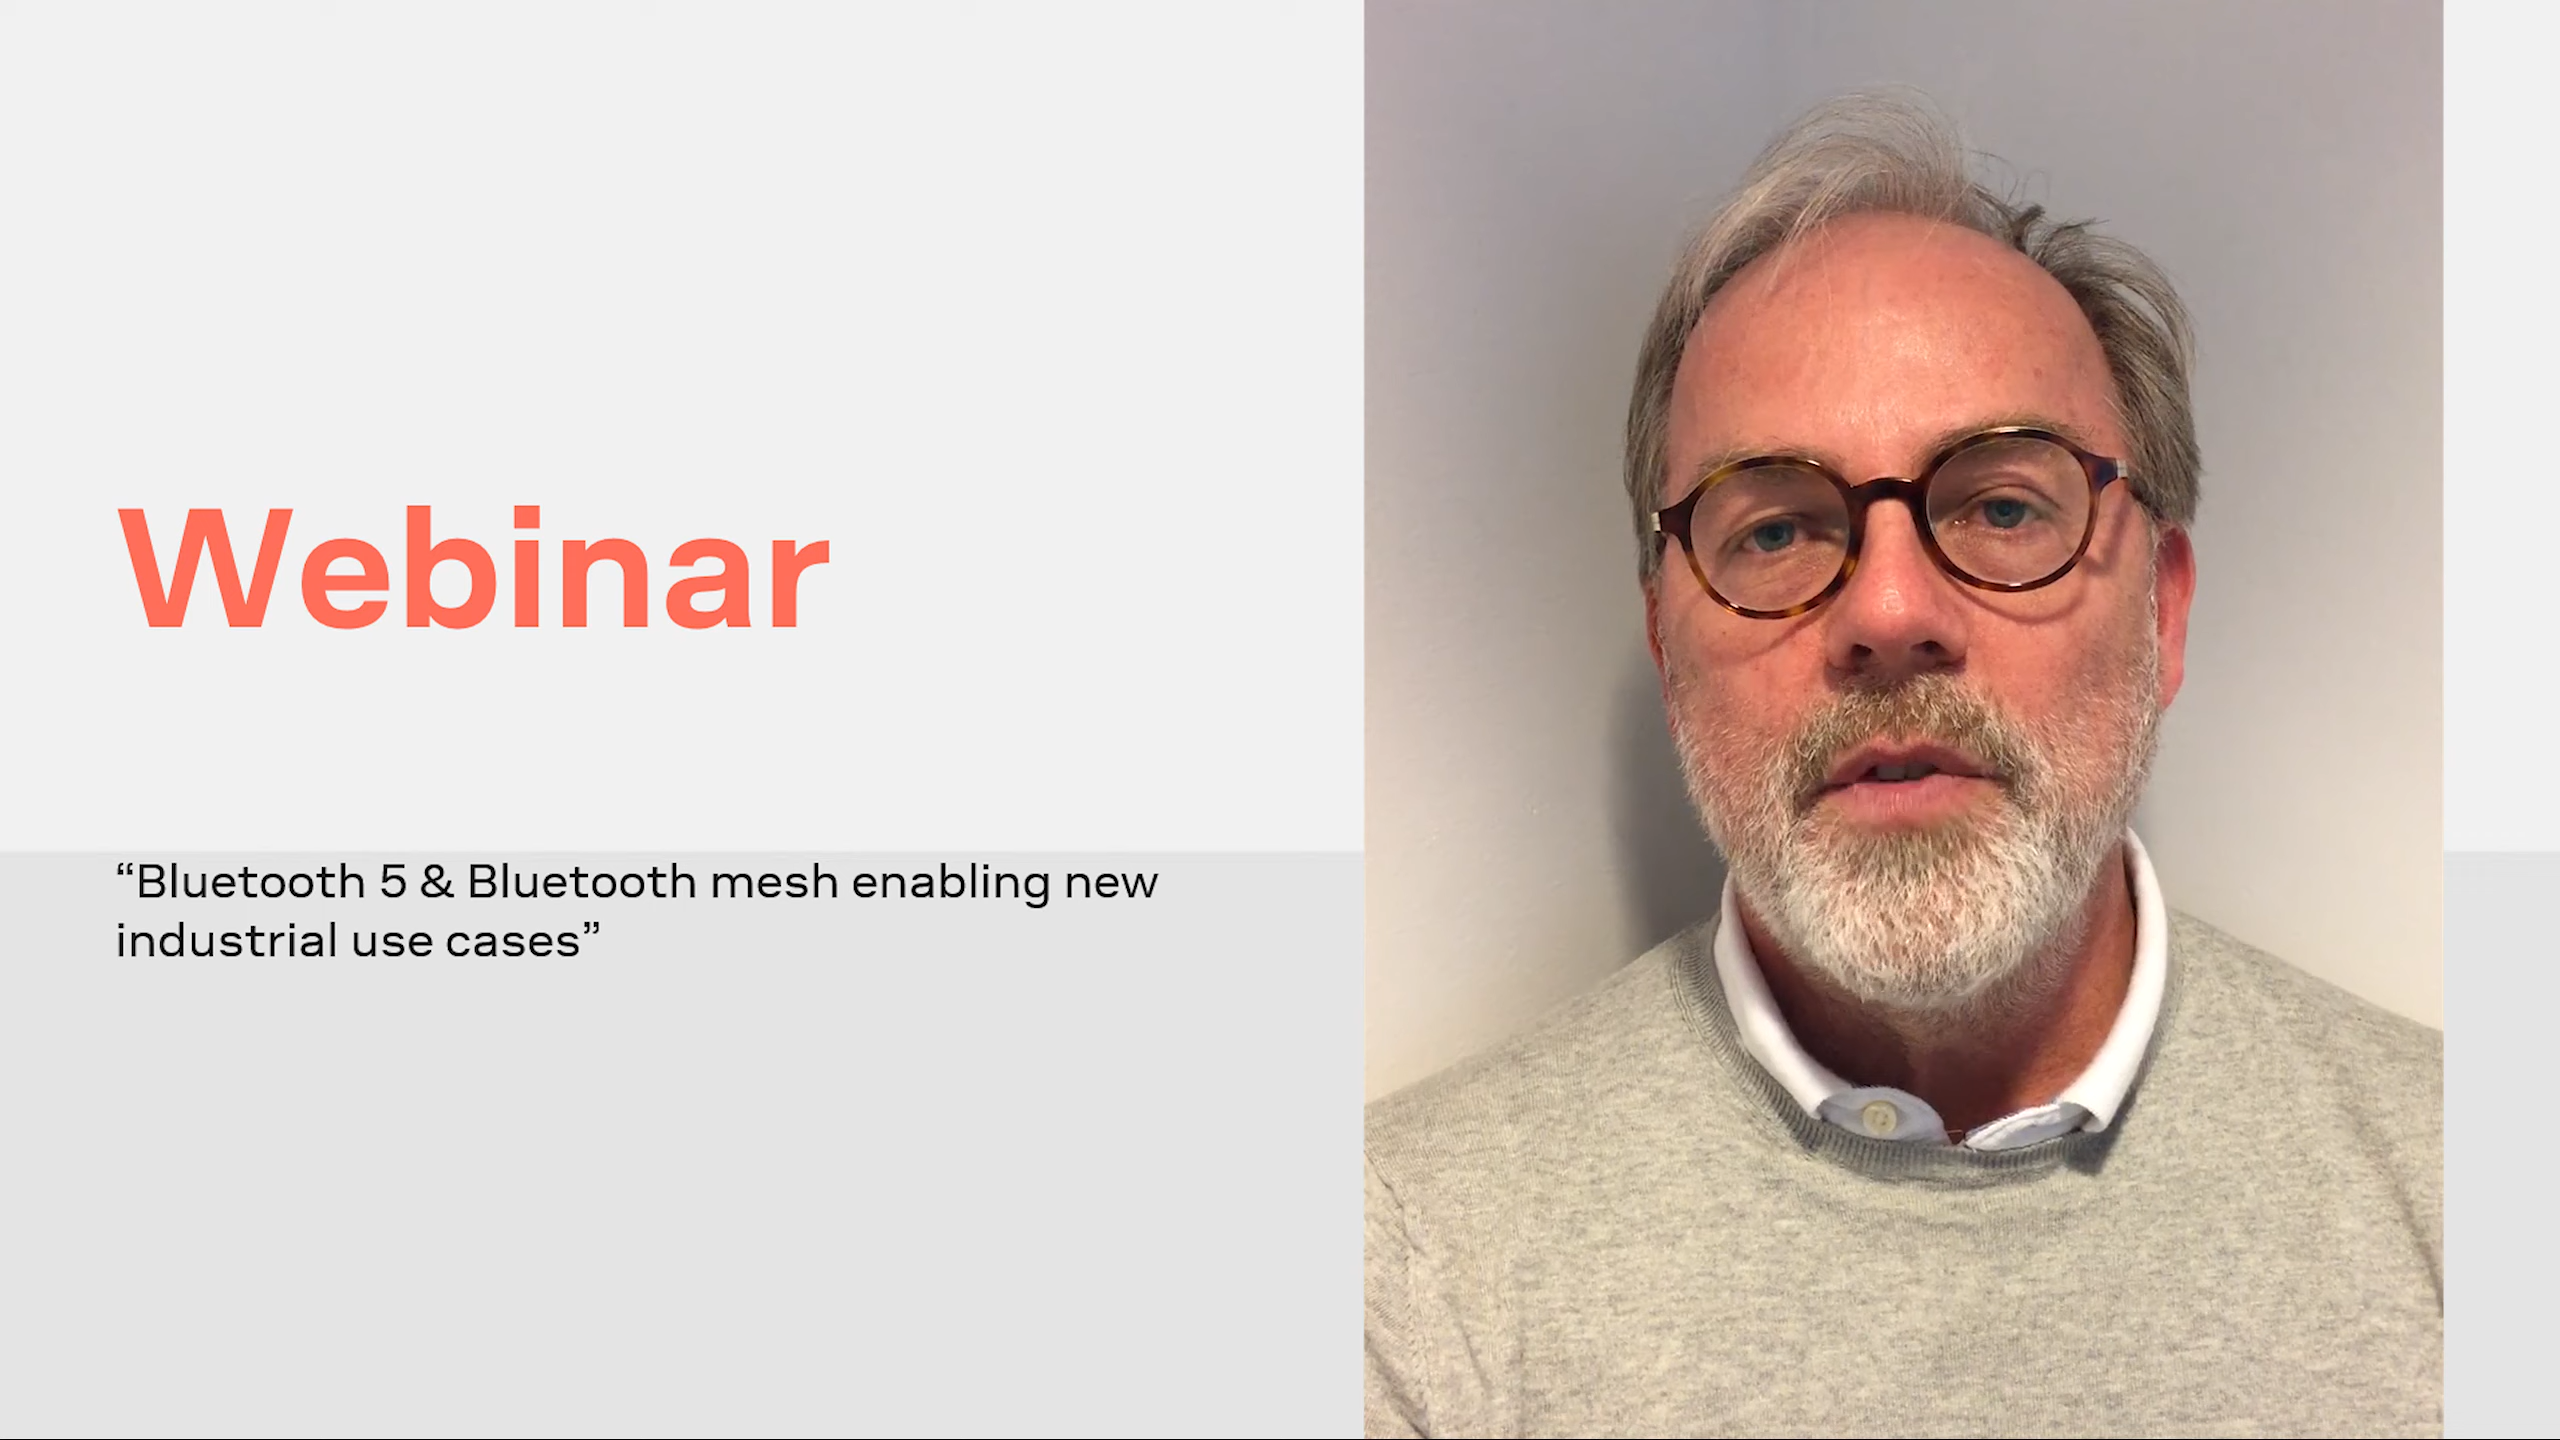 Webinar
“Bluetooth 5 & Bluetooth mesh enabling new
industrial use cases”